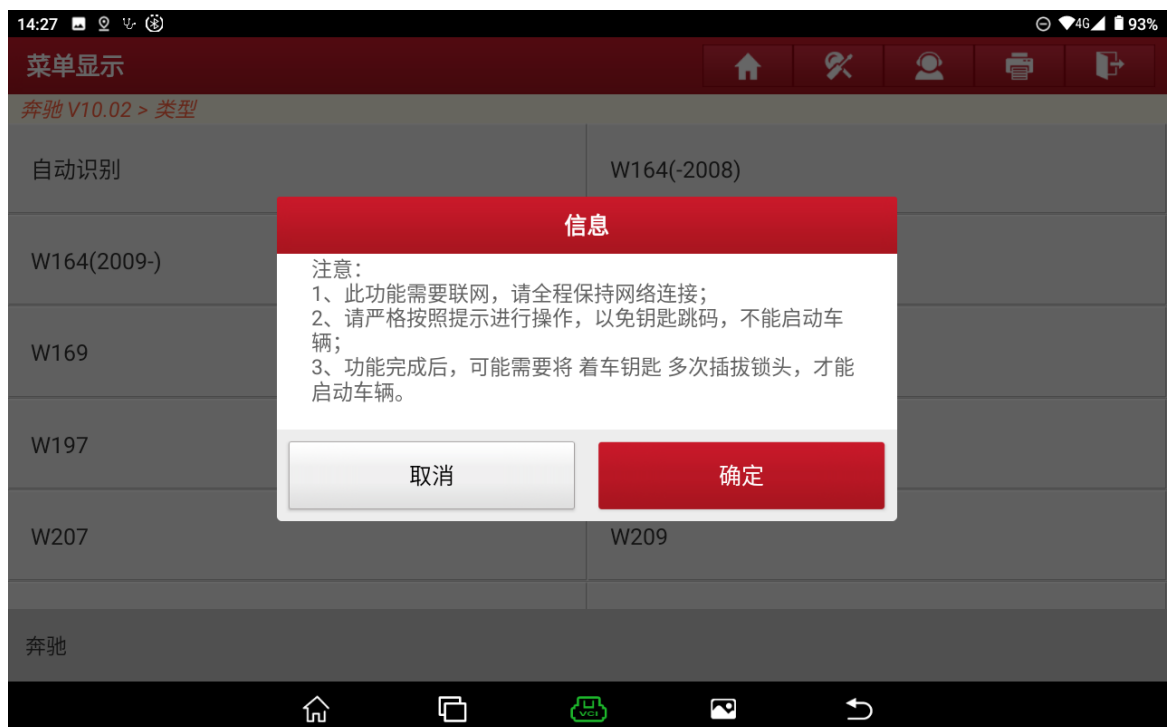 14:27
4G 93%
菜单显示
奔驰 V10.02 > 类型
自动识别
W164(-2008)
信息
W164(2009-)
注意：
1、此功能需要联网，请全程保持网络连接；
2、请严格按照提示进行操作，以免钥匙跳码，不能启动车
辆；
3、功能完成后，可能需要将 着车钥匙 多次插拔锁头，才能
启动车辆。
W169
W197
取消
确定
W207
W209
奔驰
VCI